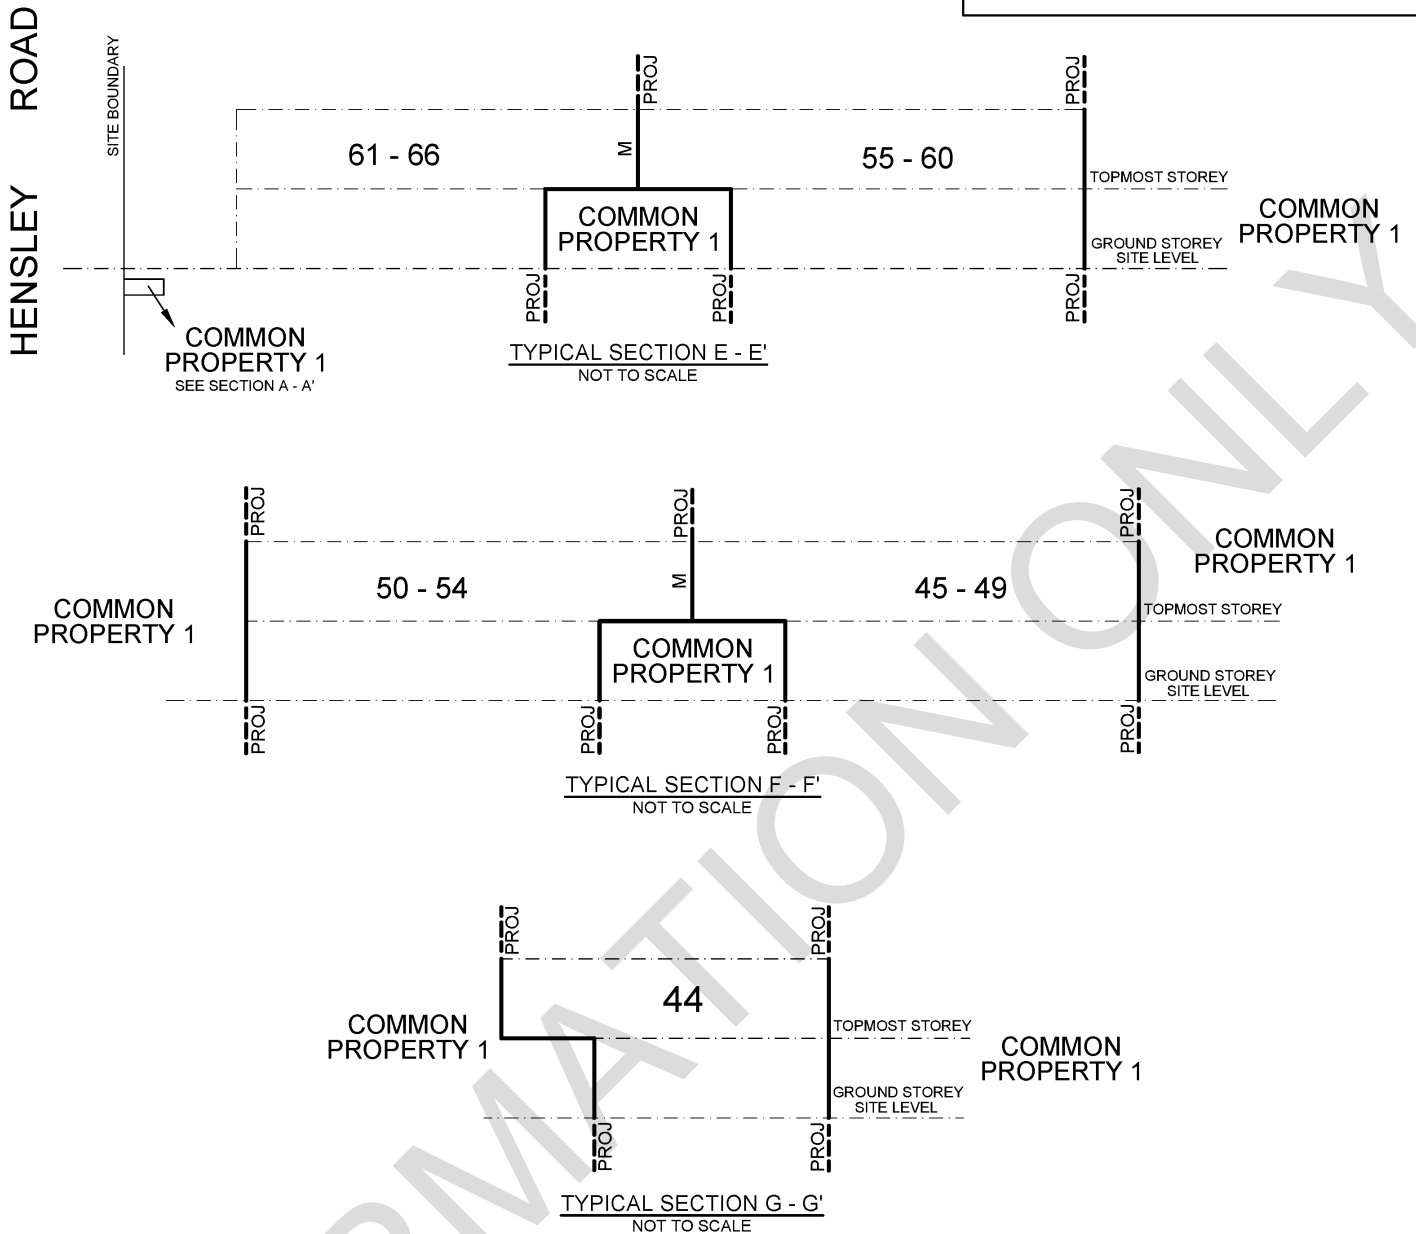 HENSLEY ROAD
SITE BOUNDARY
PROJ
PROJ
61 - 66
M
55 - 60
TOPMOST STOREY
COMMON
PROPERTY 1
COMMON
PROPERTY 1
GROUND STOREY
SITE LEVEL
PROJ
PROJ
PROJ
COMMON
PROPERTY 1
SEE SECTION A - A'
TYPICAL SECTION E - E'
NOT TO SCALE
PROJ
PROJ
PROJ
COMMON
PROPERTY 1
50 - 54
M
45 - 49
COMMON
PROPERTY 1
TOPMOST STOREY
COMMON
PROPERTY 1
GROUND STOREY
SITE LEVEL
PROJ
PROJ
PROJ
PROJ
TYPICAL SECTION F - F'
NOT TO SCALE
PROJ
PROJ
44
COMMON
PROPERTY 1
TOPMOST STOREY
COMMON
PROPERTY 1
GROUND STOREY
SITE LEVEL
PROJ
PROJ
TYPICAL SECTION G - G'
NOT TO SCALE
RMATION ONLY